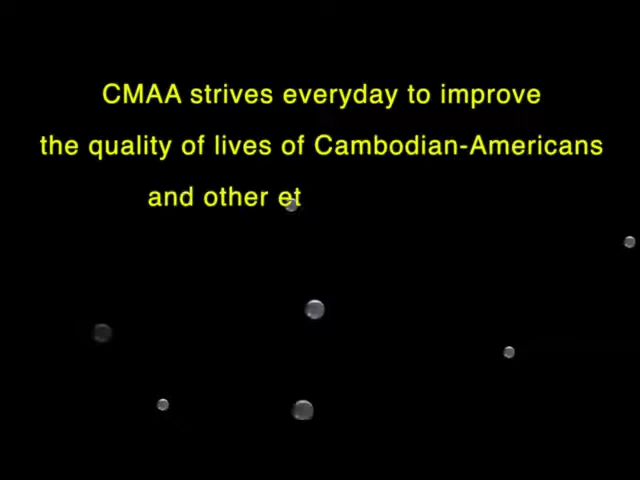 CMAA strives everyday to improve
the quality of lives of Cambodian-Americans
and other et